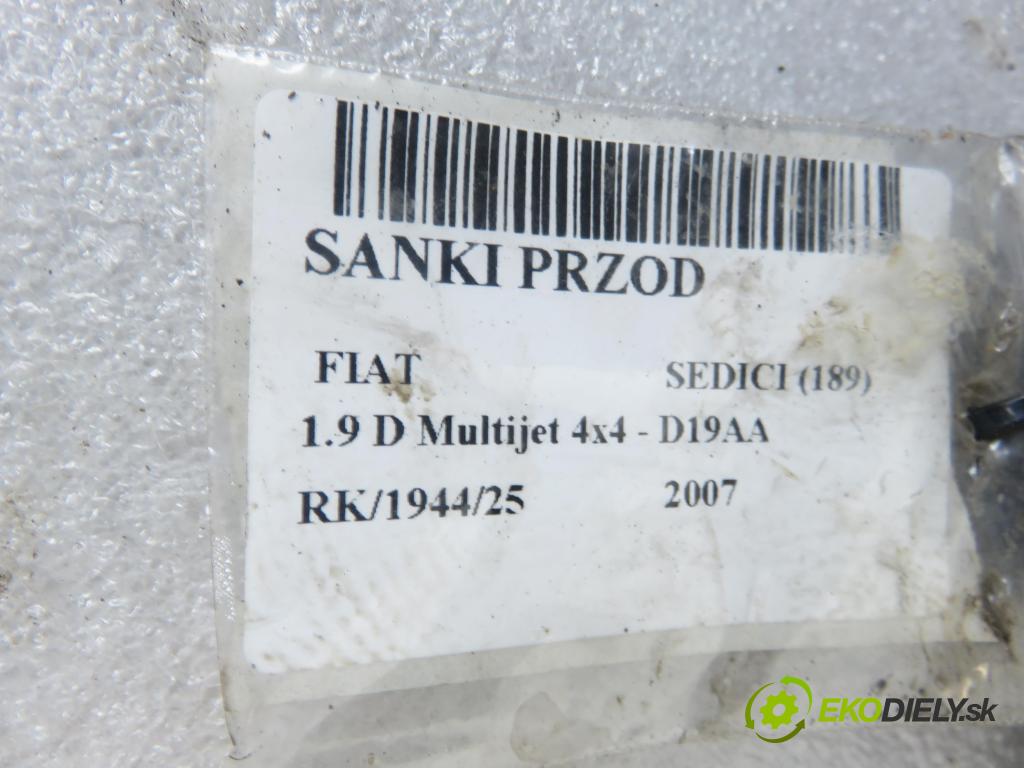 SANKI PRZOD
FIAT SEDICI (189)
1.9 D Multijet 4x4 - D19AA
RK/1944/25 2007
EKODIELY.sk